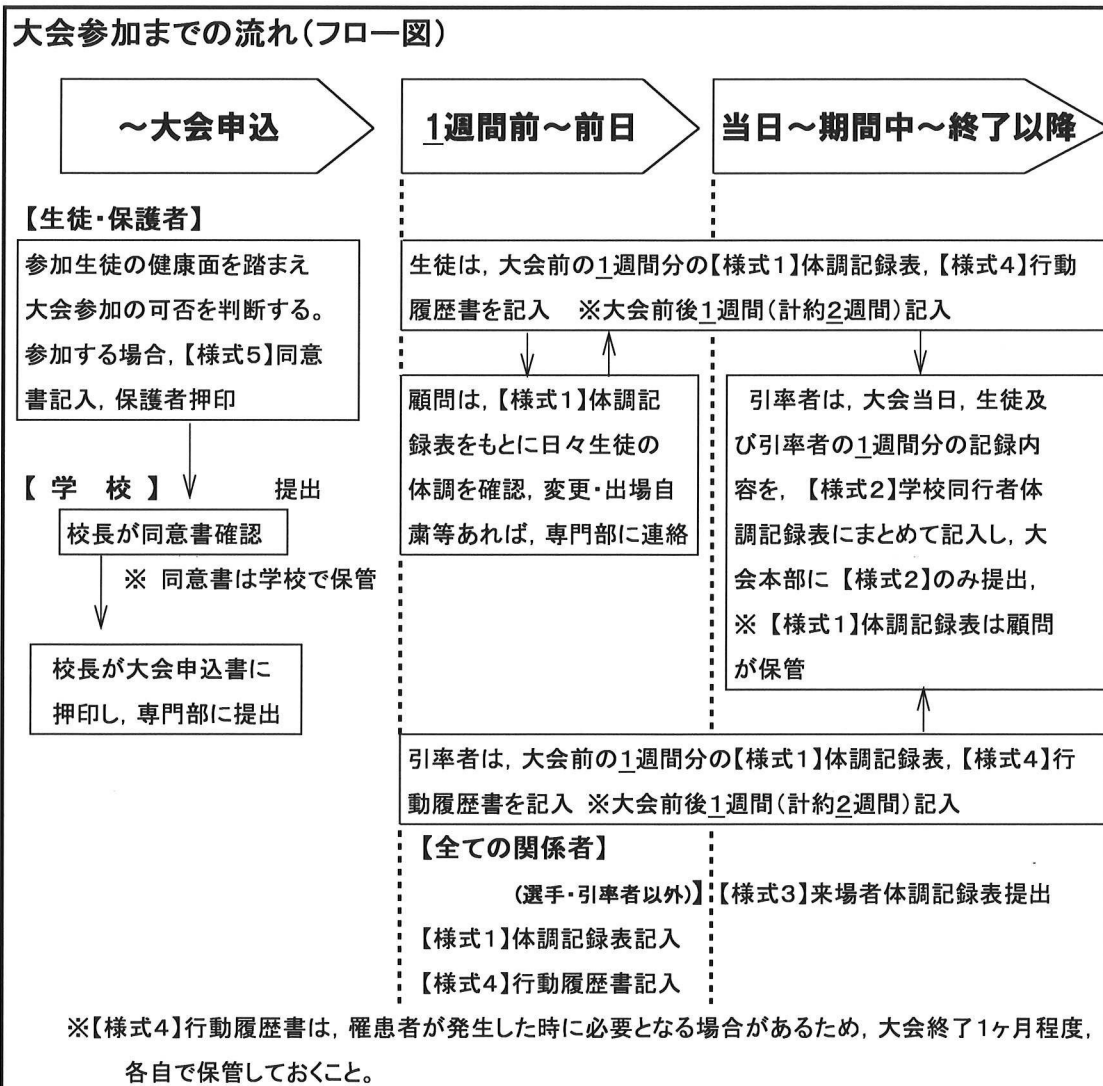 大会参加までの流れ（フロー図）
～大会申込
1週間前～前日
当日～期間中～終了以降
【生徒・保護者】
参加生徒の健康面を踏まえ
大会参加の可否を判断する。
参加する場合，【様式５】同意
書記入，保護者押印
【 学　校 】　提出
校長が同意書確認
※ 同意書は学校で保管
校長が大会申込書に
押印し，専門部に提出
生徒は，大会前の1週間分の【様式１】体調記録表，【様式４】行動
履歴書を記入　※大会前後1週間（計約2週間）記入
顧問は，【様式１】体調記
録表をもとに日々生徒の
体調を確認，変更・出場自
粛等あれば，専門部に連絡
引率者は，大会当日，生徒及
び引率者の1週間分の記録内
容を，【様式２】学校同行者体
調記録表にまとめて記入し，大
会本部に【様式２】のみ提出，
※【様式１】体調記録表は顧問
が保管
引率者は，大会前の1週間分の【様式１】体調記録表，【様式４】行
動履歴書を記入 ※大会前後1週間（計約2週間）記入
【全ての関係者】
（選手・引率者以外）】
【様式１】体調記録表記入
【様式４】行動履歴書記入
【様式３】来場者体調記録表提出
※【様式４】行動履歴書は，罹患者が発生した時に必要となる場合があるため，大会終了１ヶ月程度，
各自で保管しておくこと。